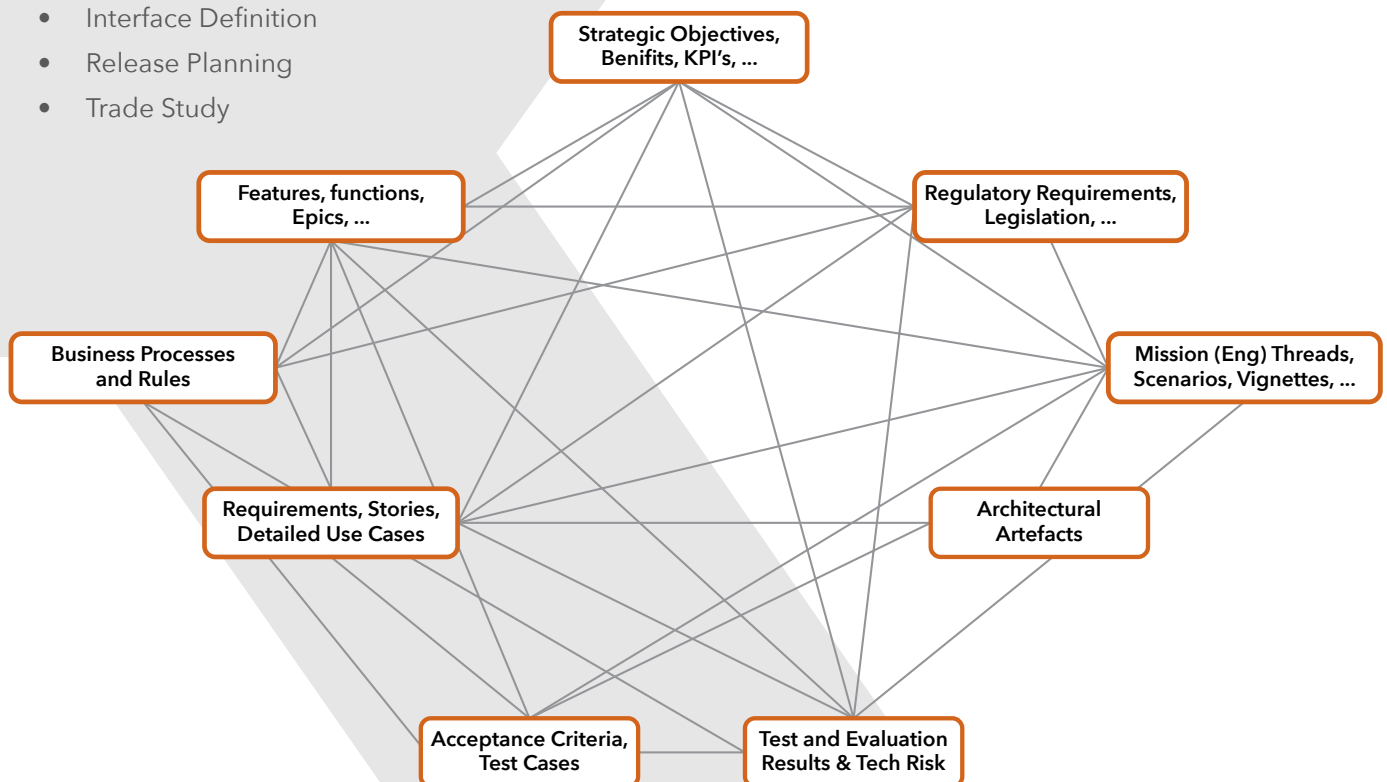 • Interface Definition
• Release Planning
• Trade Study
Strategic Objectives,
Benifits, KPI's, ...
Features, functions,
Epics, ...
Regulatory Requirements,
Legislation, ...
Business Processes
and Rules
Mission (Eng) Threads,
Scenarios, Vignettes, ...
Requirements, Stories,
Detailed Use Cases
Architectural
Artefacts
Acceptance Criteria,
Test Cases
Test and Evaluation
Results & Tech Risk